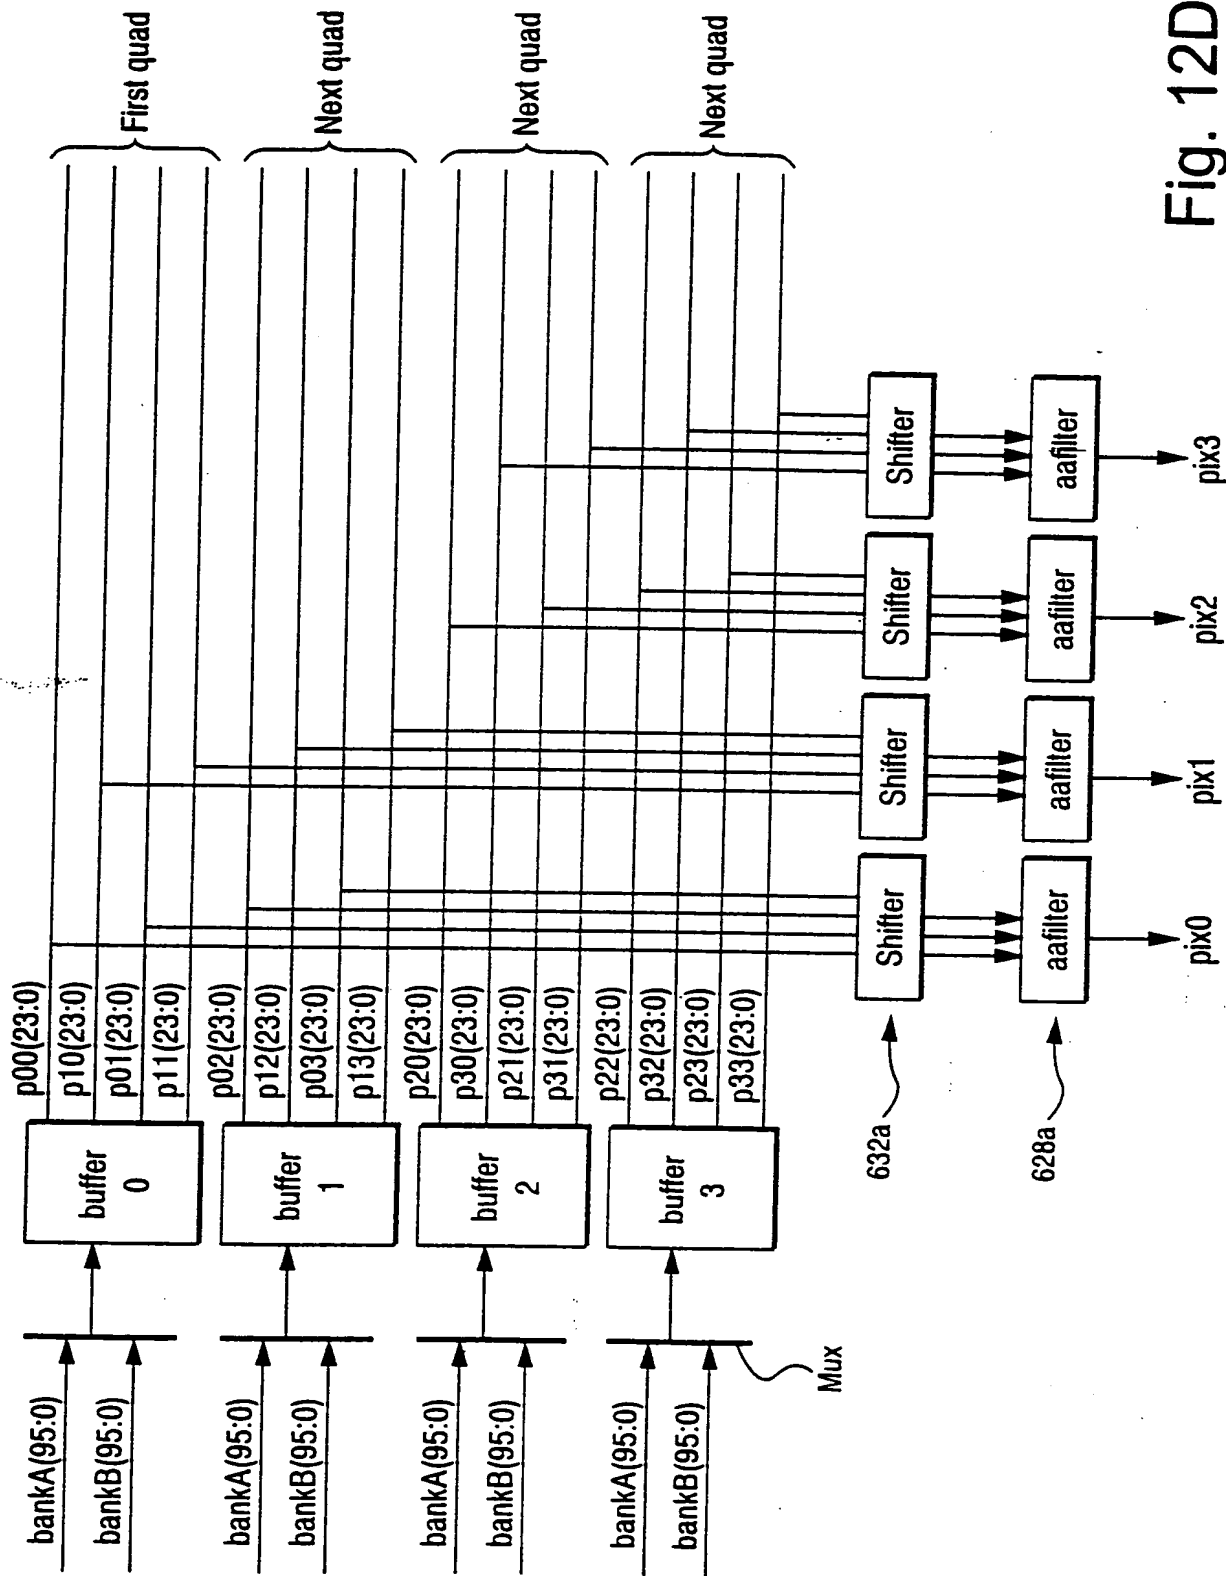 First quad
Next quad
Next quad
Next quad
p00(23:0)
p10(23:0)
p01(23:0)
p11(23:0)
p02(23:0)
p12(23:0)
p03(23:0)
p13(23:0)
p20(23:0)
p30(23:0)
p21(23:0)
p31(23:0)
p22(23:0)
p32(23:0)
p23(23:0)
p33(23:0)
buffer
0
buffer
1
buffer
2
buffer
3
bankA(95:0)
bankB(95:0)
bankA(95:0)
bankB(95:0)
bankA(95:0)
bankB(95:0)
bankA(95:0)
bankB(95:0)
Mux
632a
Shifter
Shifter
Shifter
Shifter
628a
aafilter
aafilter
aafilter
aafilter
pix0
pix1
pix2
pix3
Fig. 12D